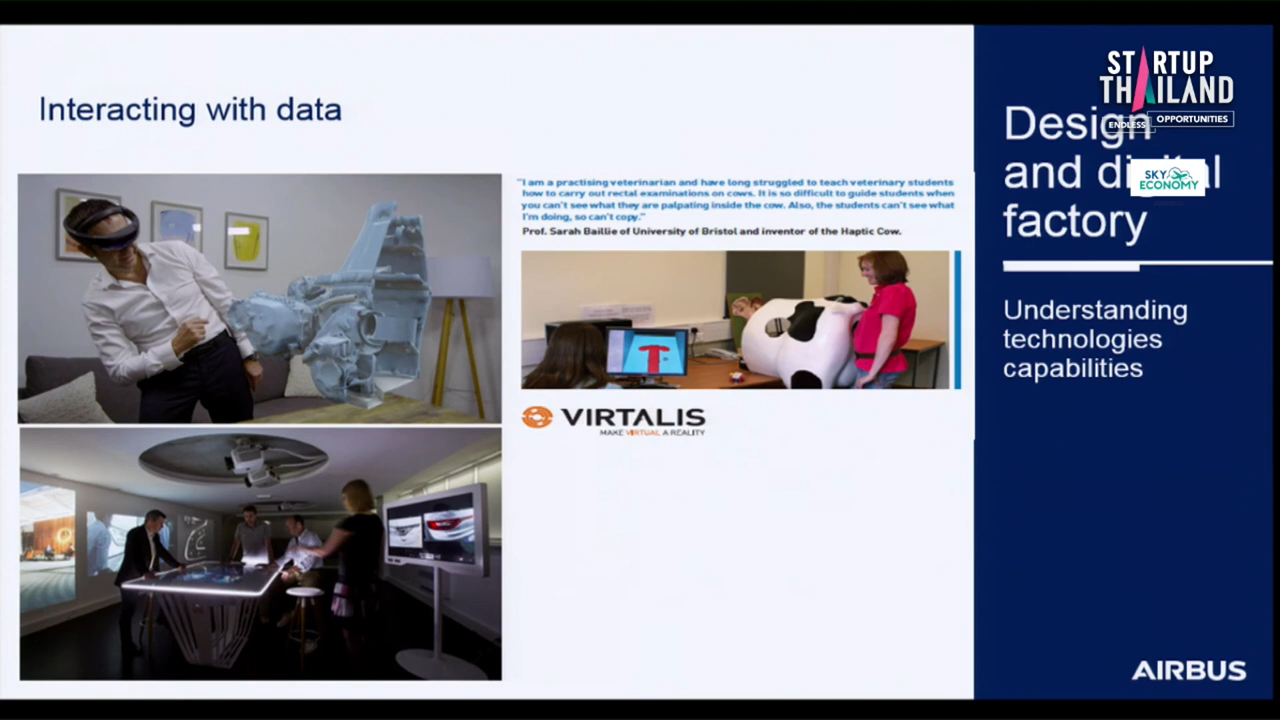 Interacting with data
"I am a practising veterinarian and have long struggled to teach veterinary students
how to carry out rectal examinations on cows. It is so difficult to guide students when
you can't see what they are palpating inside the cow. Also, the students can't see what
I'm doing, so can't copy."
Prof. Sarah Baillie of University of Bristol and inventor of the Haptic Cow.
VIRTALIS
MAKE VIRTUAL A REALITY
STARTUP
THAILAND
ENDLESS OPPORTUNITIES
Design
and digital
factory
SKY
ECONOMY
Understanding
technologies
capabilities
AIRBUS